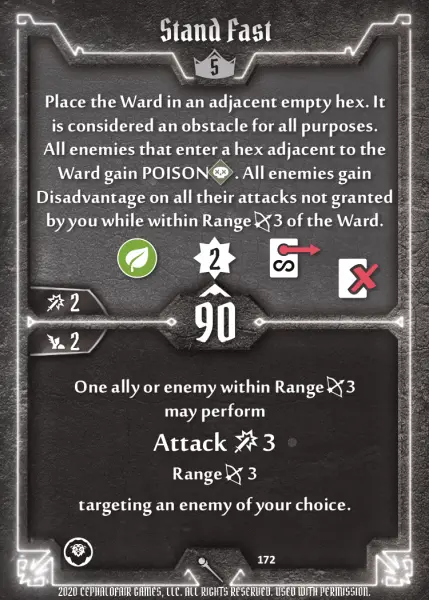 Stand Fast
5
Place the Ward in an adjacent empty hex. It
is considered an obstacle for all purposes.
All enemies that enter a hex adjacent to the
Ward gain POISON. All enemies gain
Disadvantage on all their attacks not granted
by you while within Range 3 of the Ward.
2
2
90
2
One ally or enemy within Range 3
may perform
Attack 3
Range 3
targeting an enemy of your choice.
172
2020 CEPHALOFAIR GAMES, LLC. ALL RIGHTS RESERVED. USED WITH PERMISSION.